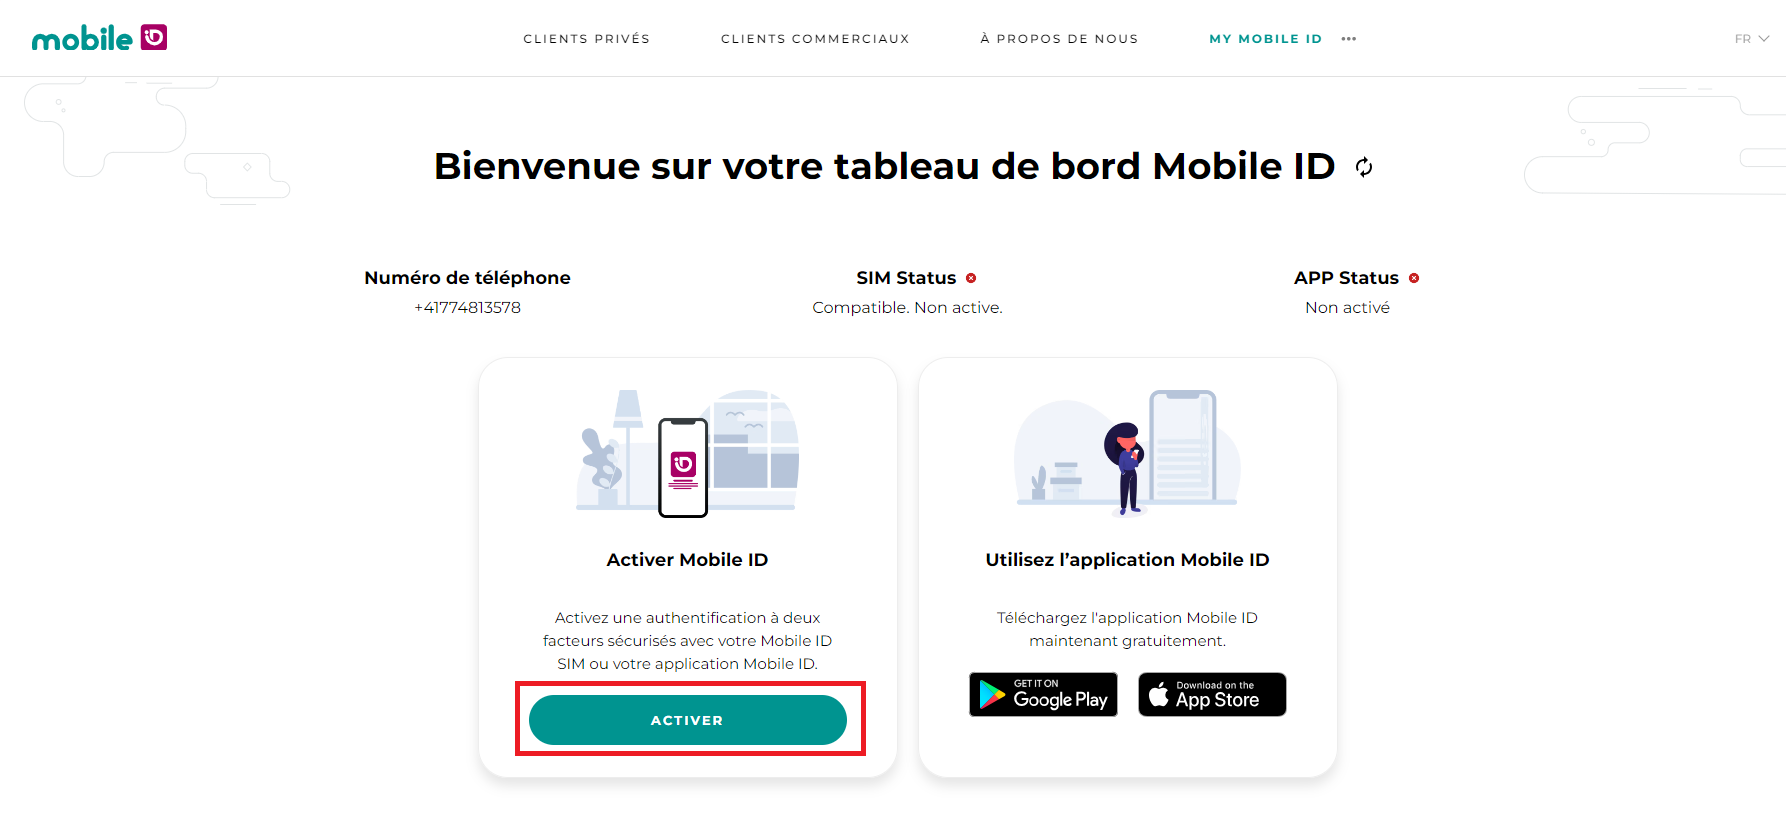 mobile iD
CLIENTS PRIVÉS
CLIENTS COMMERCIAUX
À PROPOS DE NOUS
MY MOBILE ID
FR
Bienvenue sur votre tableau de bord Mobile ID
Numéro de téléphone
+41774813578
SIM Status
Compatible. Non active.
APP Status
Non activé
iD
Activer Mobile ID
Activez une authentification à deux
facteurs sécurisés avec votre Mobile ID
SIM ou votre application Mobile ID.
ACTIVER
Utilisez l’application Mobile ID
Téléchargez l'application Mobile ID
maintenant gratuitement.
GET IT ON
Google Play
Download on the
App Store